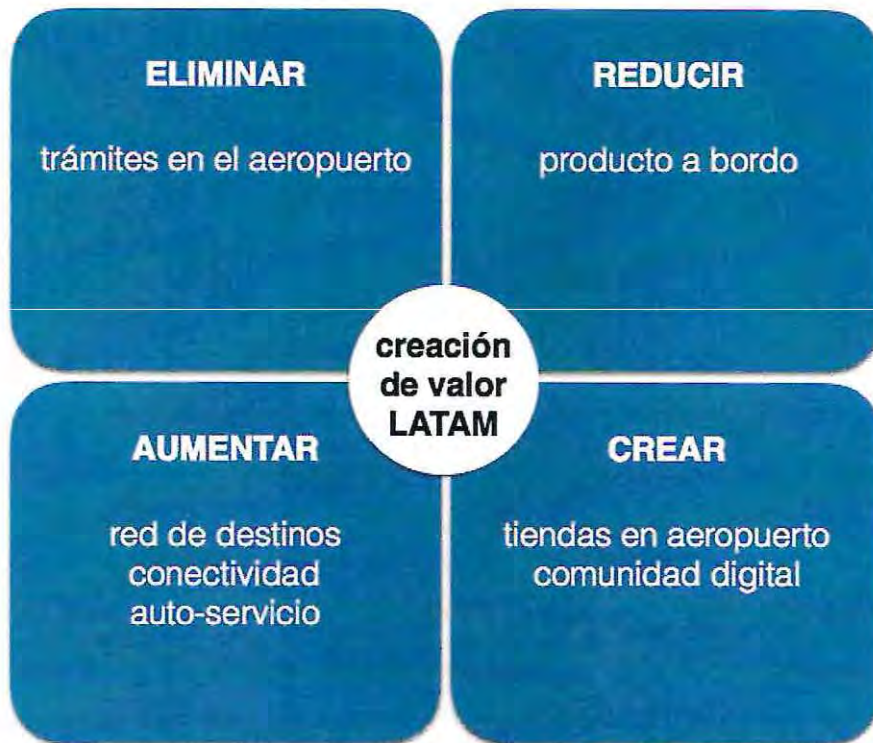 ELIMINAR
trámites en el aeropuerto
REDUCIR
producto a bordo
creación
de valor
LATAM
AUMENTAR
red de destinos
conectividad
auto-servicio
CREAR
tiendas en aeropuerto
comunidad digital